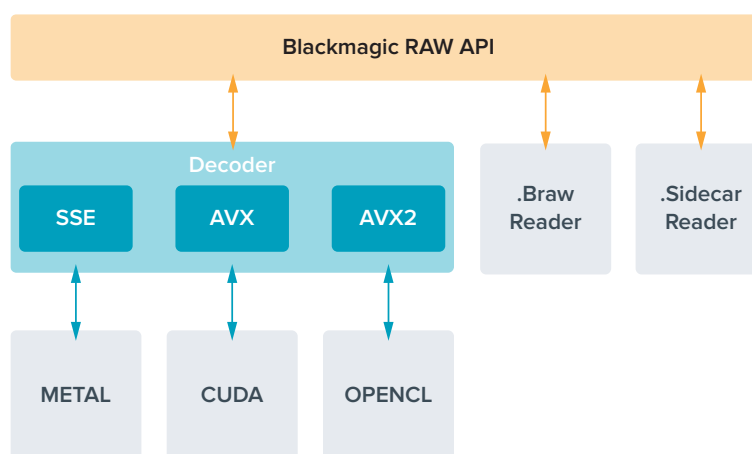 Blackmagic RAW API
Decoder
SSE
AVX
AVX2
.Braw
Reader
.Sidecar
Reader
METAL
CUDA
OPENCL